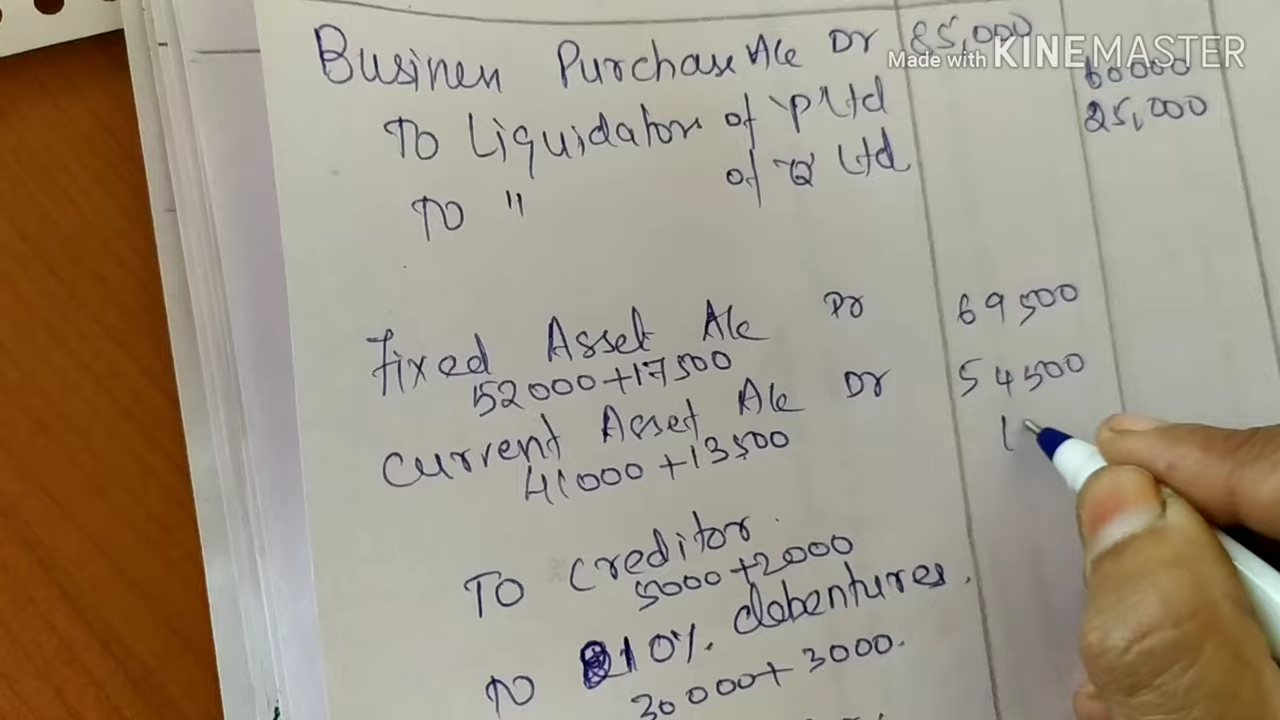 Businen Purchase A/c Dr 85,000
Made with KINEMASTER
To Liquidator of P Ltd 60000
To " of Q Ltd 25,000
Fixed Asset A/c Dr 69500
52000+17500
Current Asset A/c Dr 54500
41000+13500
To Creditor
5000+2000
To 10% debentures.
30000+3000.